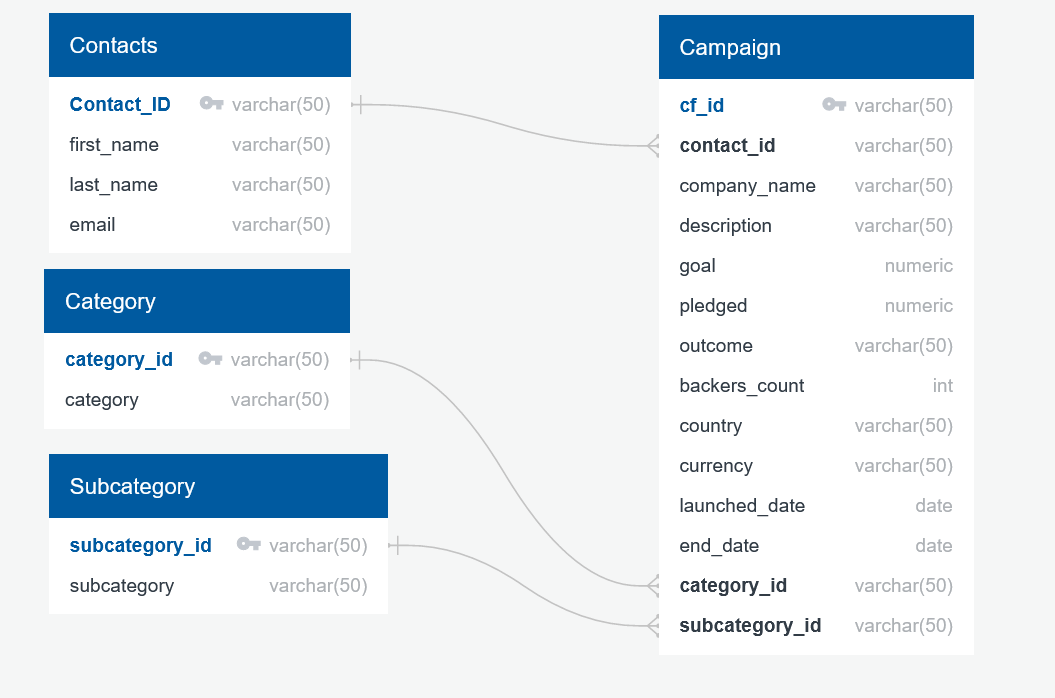 Contacts
Contact_ID varchar(50)
first_name varchar(50)
last_name varchar(50)
email varchar(50)
Category
category_id varchar(50)
category varchar(50)
Subcategory
subcategory_id varchar(50)
subcategory varchar(50)
Campaign
cf_id varchar(50)
contact_id varchar(50)
company_name varchar(50)
description varchar(50)
goal numeric
pledged numeric
outcome varchar(50)
backers_count int
country varchar(50)
currency varchar(50)
launched_date date
end_date date
category_id varchar(50)
subcategory_id varchar(50)